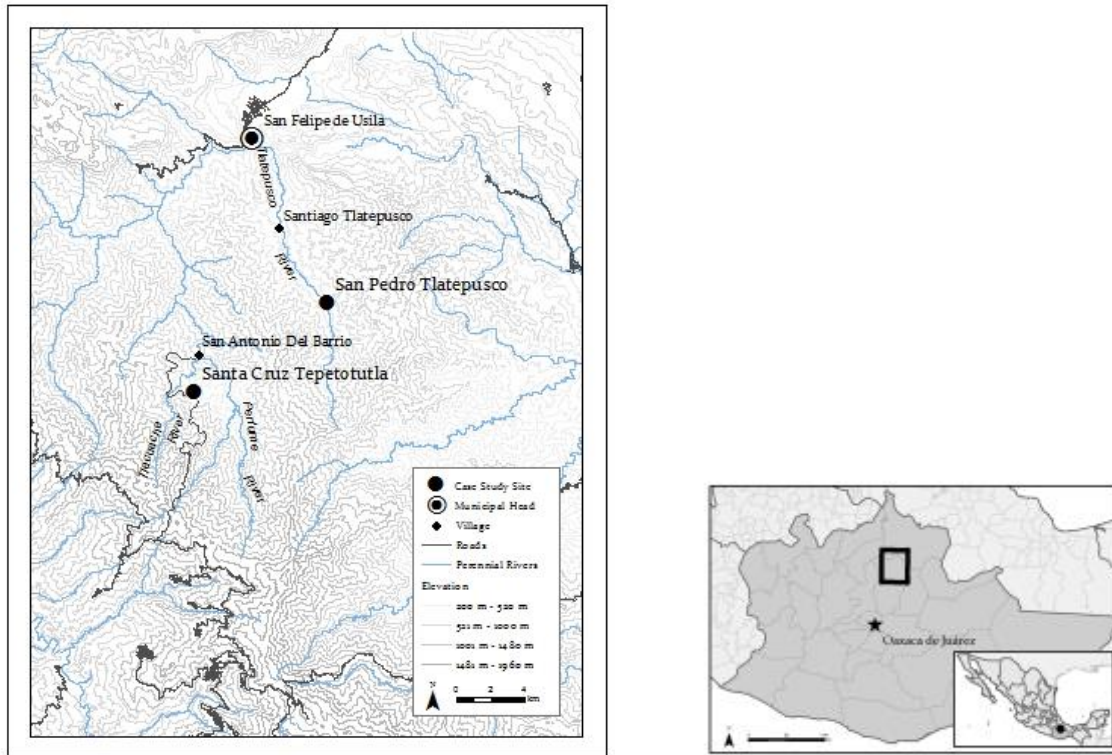 San Felipe de Usila
Tlatepusco
Santiago Tlatepusco
River
San Pedro Tlatepusco
San Antonio Del Barrio
Santa Cruz Tepetotutla
River
Perfume
River
Case Study Site
Municipal Head
Village
Roads
Perennial Rivers
Elevation
200 m - 520 m
521 m - 1000 m
1001 m - 1480 m
1481 m - 1960 m
N
0 2 4
km
Oaxaca de Juárez